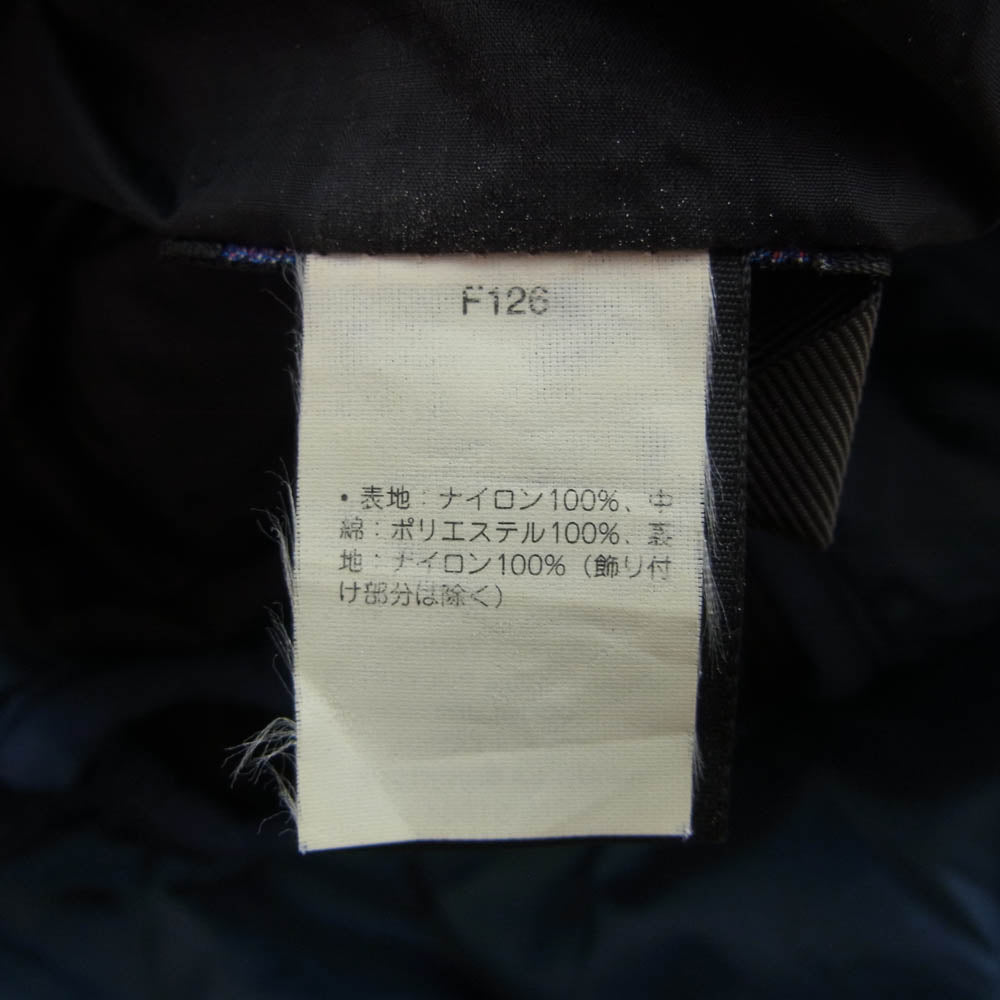 F126
・表地：ナイロン100%、中
綿：ポリエステル100%、裏
地：ナイロン100%（飾り付
け部分は除く）